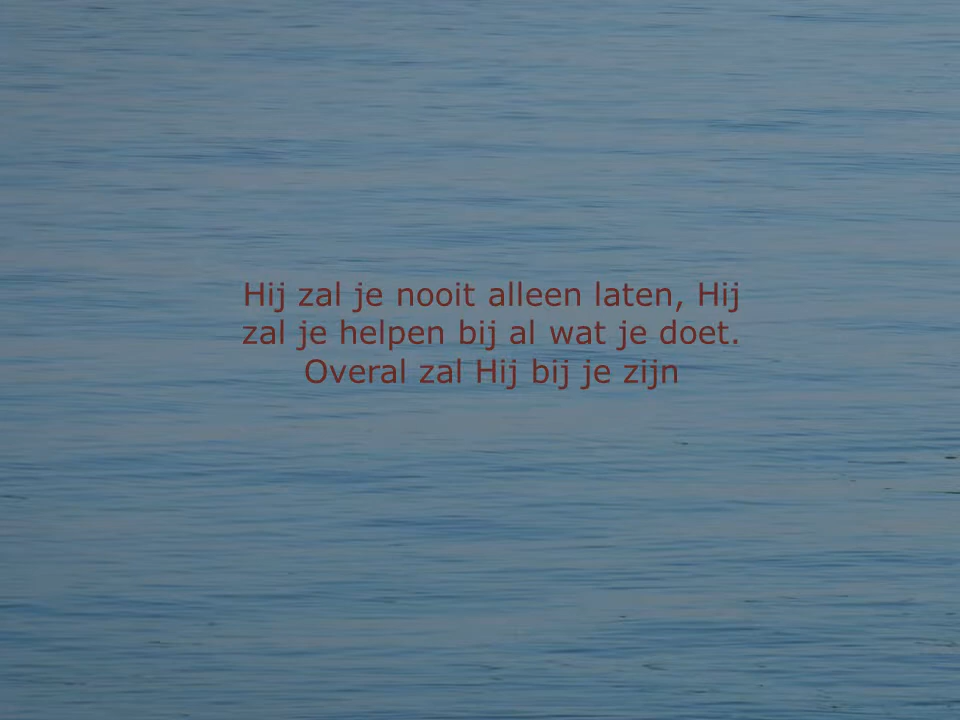 Hij zal je nooit alleen laten, Hij
zal je helpen bij al wat je doet.
Overal zal Hij bij je zijn